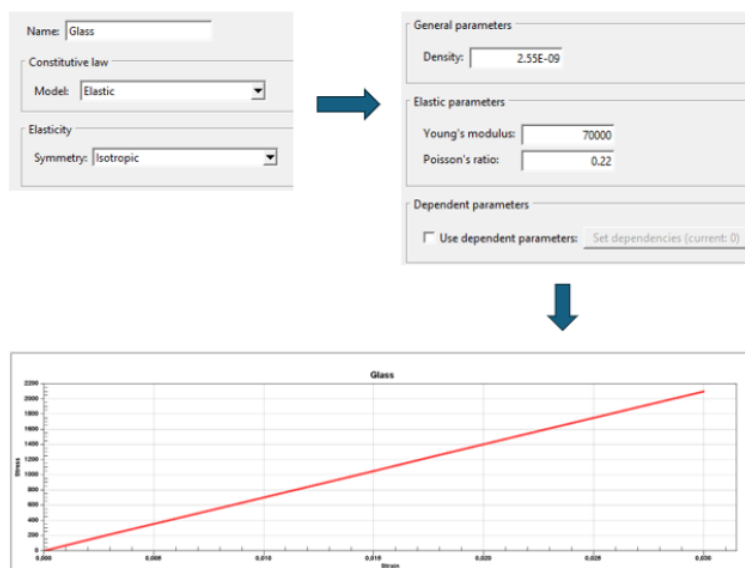 Name: Glass
Constitutive law
Model: Elastic
Elasticity
Symmetry: Isotropic
General parameters
Density: 2.55E-09
Elastic parameters
Young's modulus: 70000
Poisson's ratio: 0.22
Dependent parameters
Use dependent parameters: Set dependencies (current: 0)
Glass
Stress
2200
2000
1800
1600
1400
1200
1000
800
600
400
200
0
0.000 0.005 0.010 0.015 0.020 0.025 0.030
Strain